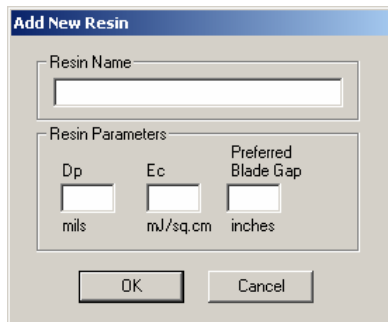 Add New Resin
Resin Name
Resin Parameters
Preferred
Dp Ec Blade Gap
mils mJ/sq.cm inches
OK Cancel